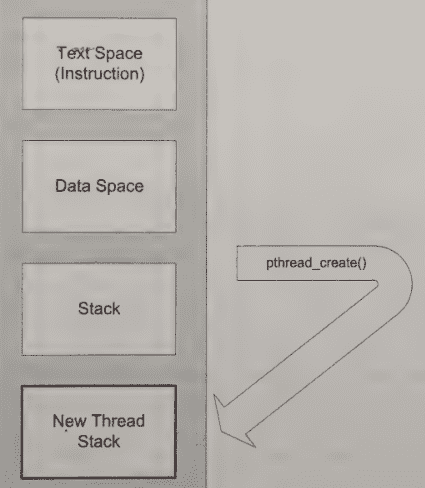 Text Space
(Instruction)
Data Space
pthread_create()
Stack
New Thread
Stack